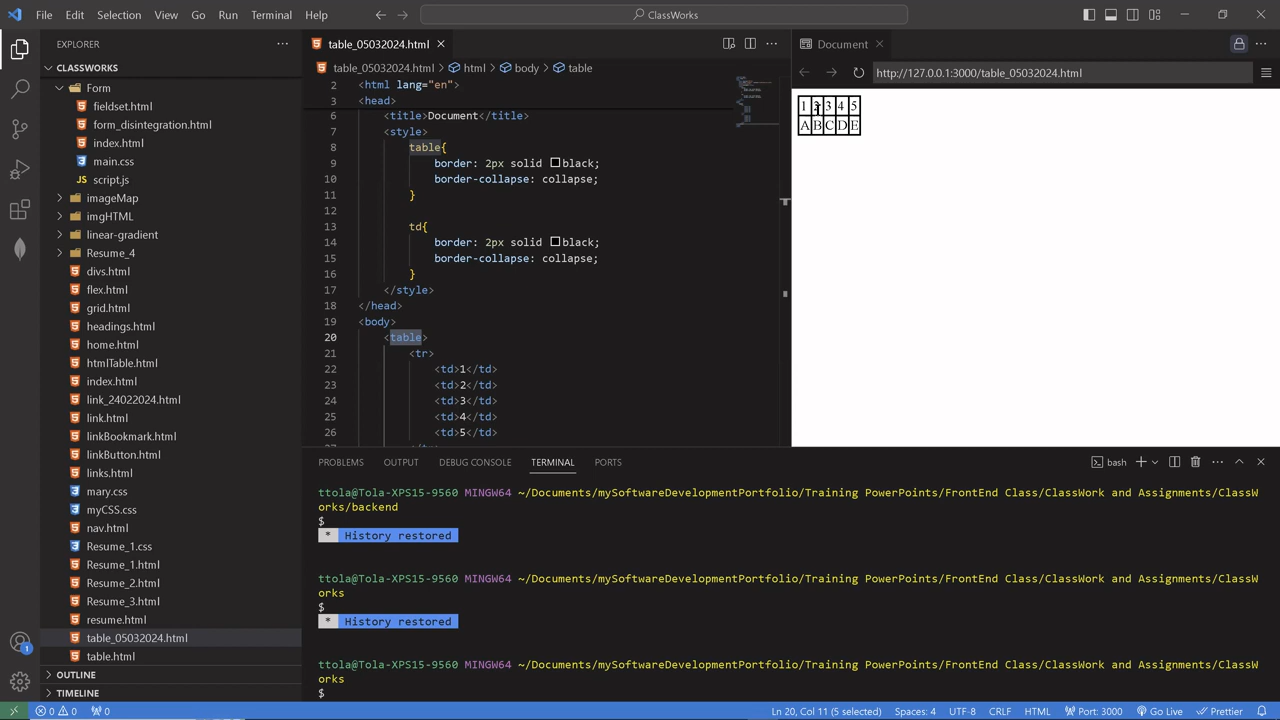 File Edit Selection View Go Run Terminal Help
ClassWorks
EXPLORER
CLASSWORKS
Form
fieldset.html
form_disintegration.html
index.html
main.css
JS script.js
imageMap
imgHTML
linear-gradient
Resume_4
divs.html
flex.html
grid.html
headings.html
home.html
htmlTable.html
index.html
link_24022024.html
link.html
linkBookmark.html
linkButton.html
links.html
mary.css
myCSS.css
nav.html
Resume_1.css
Resume_1.html
Resume_2.html
Resume_3.html
resume.html
table_05032024.html
table.html
OUTLINE
TIMELINE
table_05032024.html
table_05032024.html > html > body > table
2 <html lang="en">
3 <head>
6 <title>Document</title>
7 <style>
8 table{
9 border: 2px solid black;
10 border-collapse: collapse;
11 }
12
13 td{
14 border: 2px solid black;
15 border-collapse: collapse;
16 }
17 </style>
18 </head>
19 <body>
20 <table>
21 <tr>
22 <td>1</td>
23 <td>2</td>
24 <td>3</td>
25 <td>4</td>
26 <td>5</td>
Document
http://127.0.0.1:3000/table_05032024.html
1 2 3 4 5
A B C D E
PROBLEMS OUTPUT DEBUG CONSOLE TERMINAL PORTS
bash
ttola@Tola-XPS15-9560 MINGW64 ~/Documents/mySoftwareDevelopmentPortfolio/Training PowerPoints/FrontEnd Class/ClassWork and Assignments/ClassW
orks/backend
$
* History restored
ttola@Tola-XPS15-9560 MINGW64 ~/Documents/mySoftwareDevelopmentPortfolio/Training PowerPoints/FrontEnd Class/ClassWork and Assignments/ClassW
orks
$
* History restored
ttola@Tola-XPS15-9560 MINGW64 ~/Documents/mySoftwareDevelopmentPortfolio/Training PowerPoints/FrontEnd Class/ClassWork and Assignments/ClassW
orks
$
1
0 0 0 Ln 20, Col 11 (5 selected) Spaces: 4 UTF-8 CRLF HTML Port: 3000 Go Live Prettier